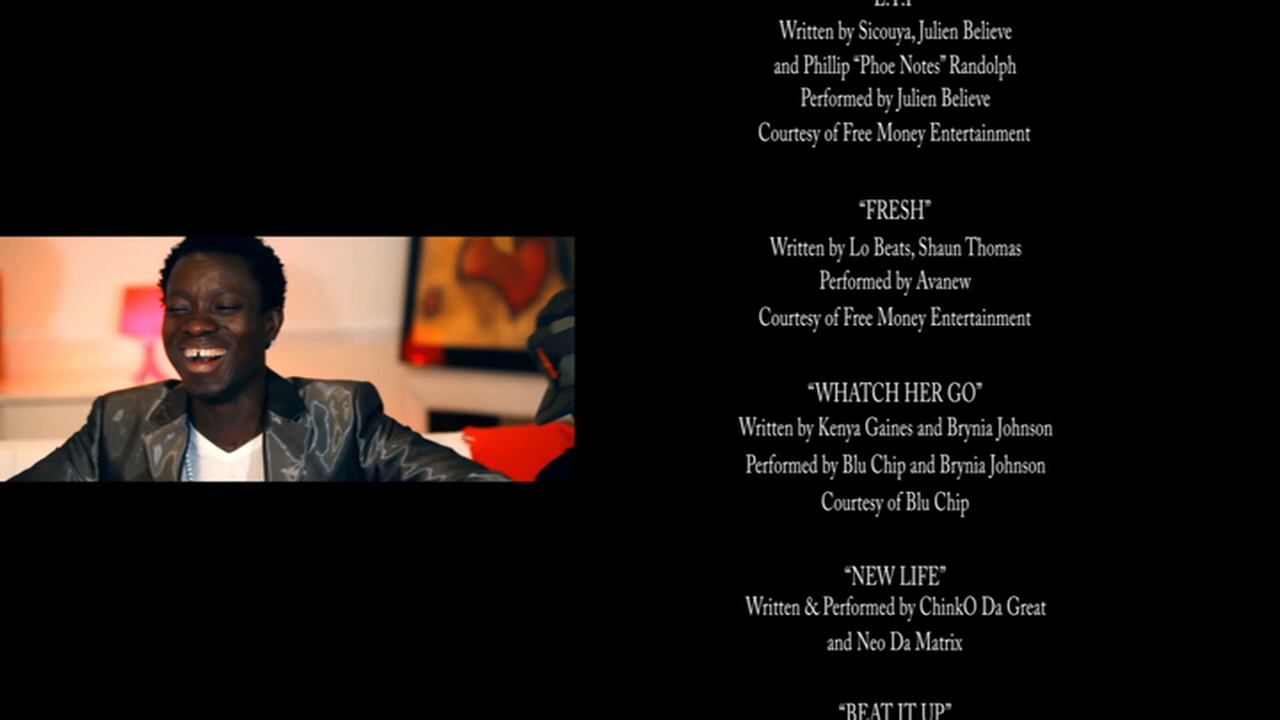 Written by Sicouya, Julien Believe
and Phillip “Phoe Notes” Randolph
Performed by Julien Believe
Courtesy of Free Money Entertainment
“FRESH”
Written by Lo Beats, Shaun Thomas
Performed by Avanew
Courtesy of Free Money Entertainment
“WHATCH HER GO”
Written by Kenya Gaines and Brynia Johnson
Performed by Blu Chip and Brynia Johnson
Courtesy of Blu Chip
“NEW LIFE”
Written & Performed by ChinkO Da Great
and Neo Da Matrix
“BEAT IT UP”